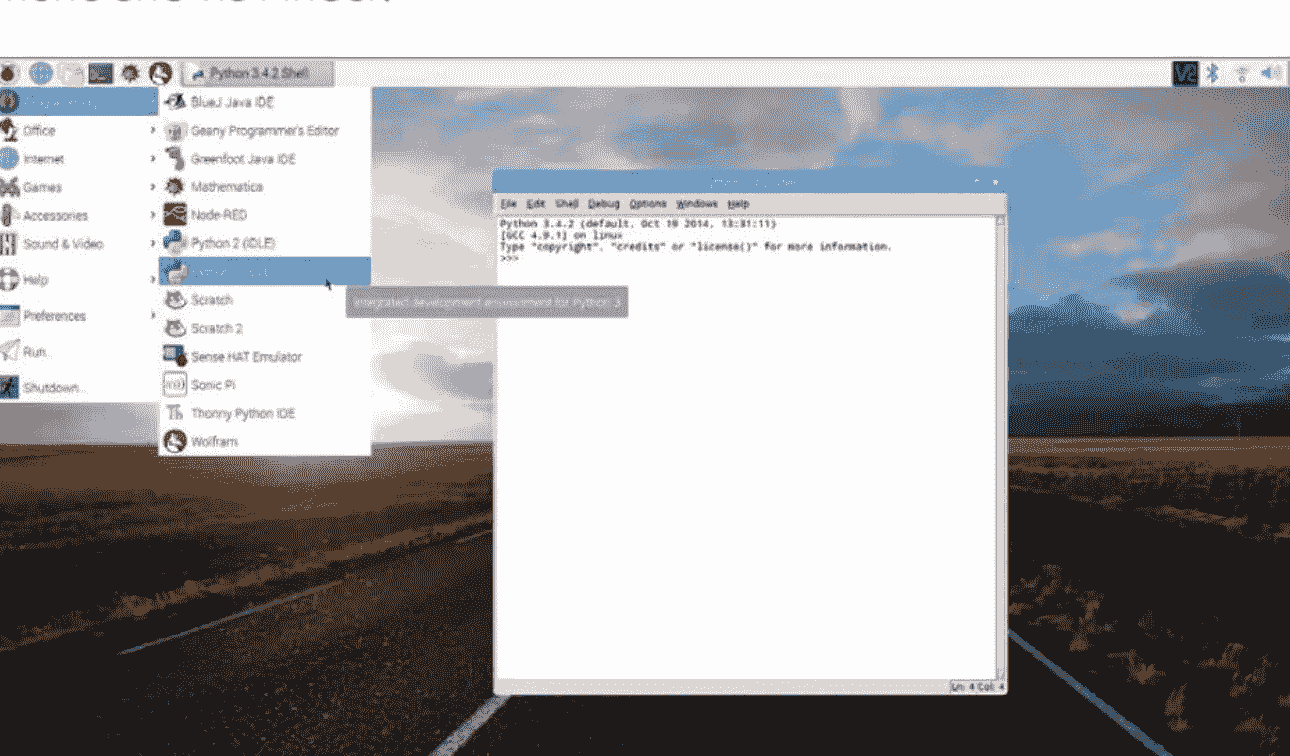 Python 3.4.2 Shell
BlueJ Java IDE
Office
Geany Programmer's Editor
Internet
Greenfoot Java IDE
Games
Mathematica
Accessories
Node-RED
Sound & Video
Python 2 (IDLE)
Help
Scratch
Preferences
Scratch 2
Run...
Sense HAT Emulator
Shutdown...
Sonic Pi
Thonny Python IDE
Wolfram
Integrated development environment for Python 3
File Edit Shell Debug Options Windows Help
Python 3.4.2 (default, Oct 19 2014, 13:31:11)
[GCC 4.9.1] on linux
Type "copyright", "credits" or "license()" for more information.
>>>
Ln: 4 Col: 4